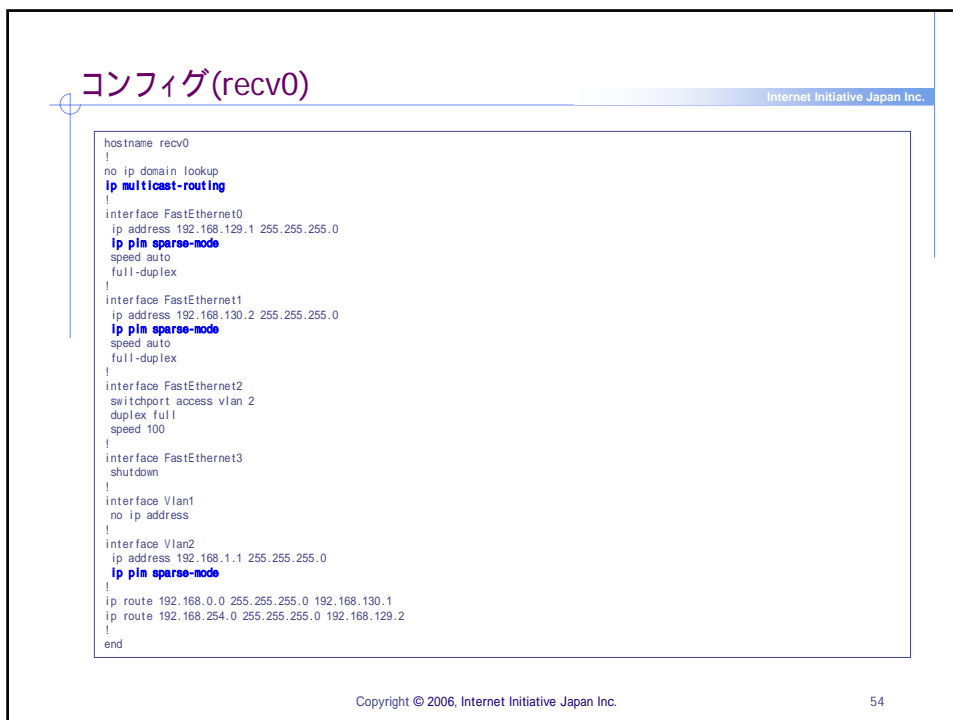 コンフィグ(recv0)
Internet Initiative Japan Inc.
hostname recv0
!
no ip domain lookup
ip multicast-routing
!
interface FastEthernet0
ip address 192.168.129.1 255.255.255.0
ip pim sparse-mode
speed auto
full-duplex
!
interface FastEthernet1
ip address 192.168.130.2 255.255.255.0
ip pim sparse-mode
speed auto
full-duplex
!
interface FastEthernet2
switchport access vlan 2
duplex full
speed 100
!
interface FastEthernet3
shutdown
!
interface Vlan1
no ip address
!
interface Vlan2
ip address 192.168.1.1 255.255.255.0
ip pim sparse-mode
!
ip route 192.168.0.0 255.255.255.0 192.168.130.1
ip route 192.168.254.0 255.255.255.0 192.168.129.2
!
end
Copyright © 2006, Internet Initiative Japan Inc.
54